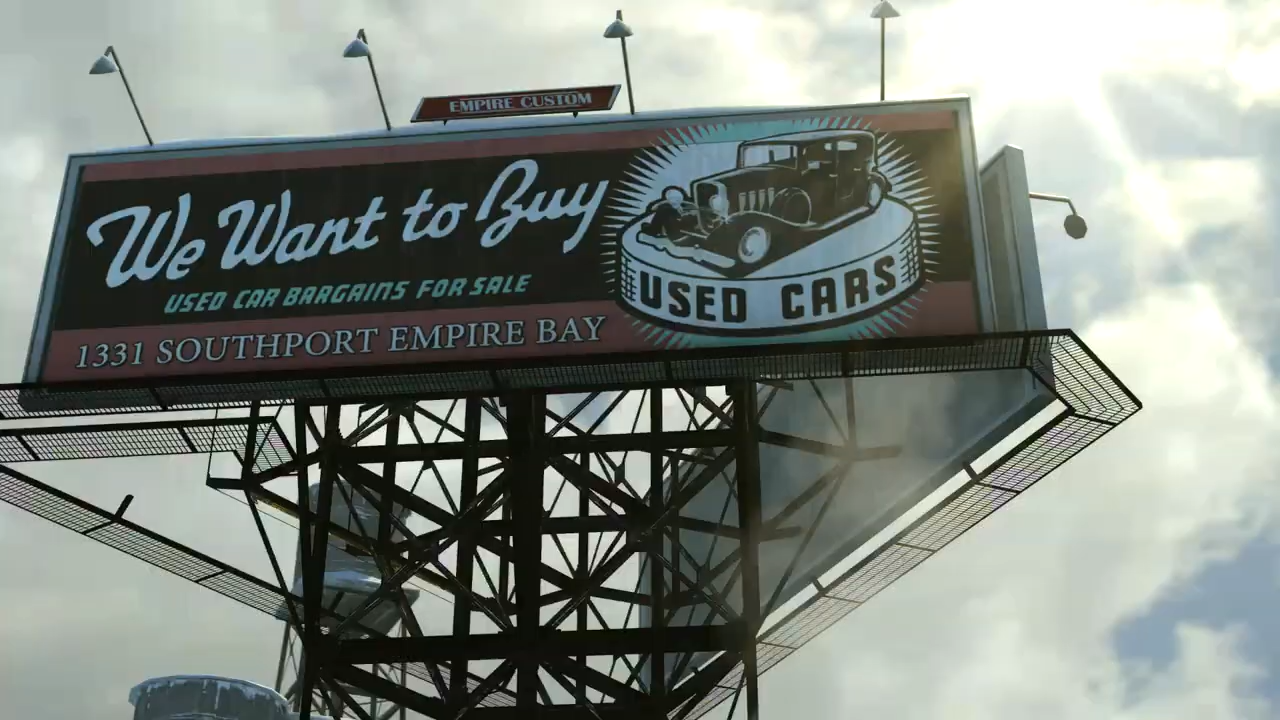 EMPIRE CUSTOM
We Want to Buy
USED CAR BARGAINS FOR SALE
1331 SOUTHPORT EMPIRE BAY
USED CARS